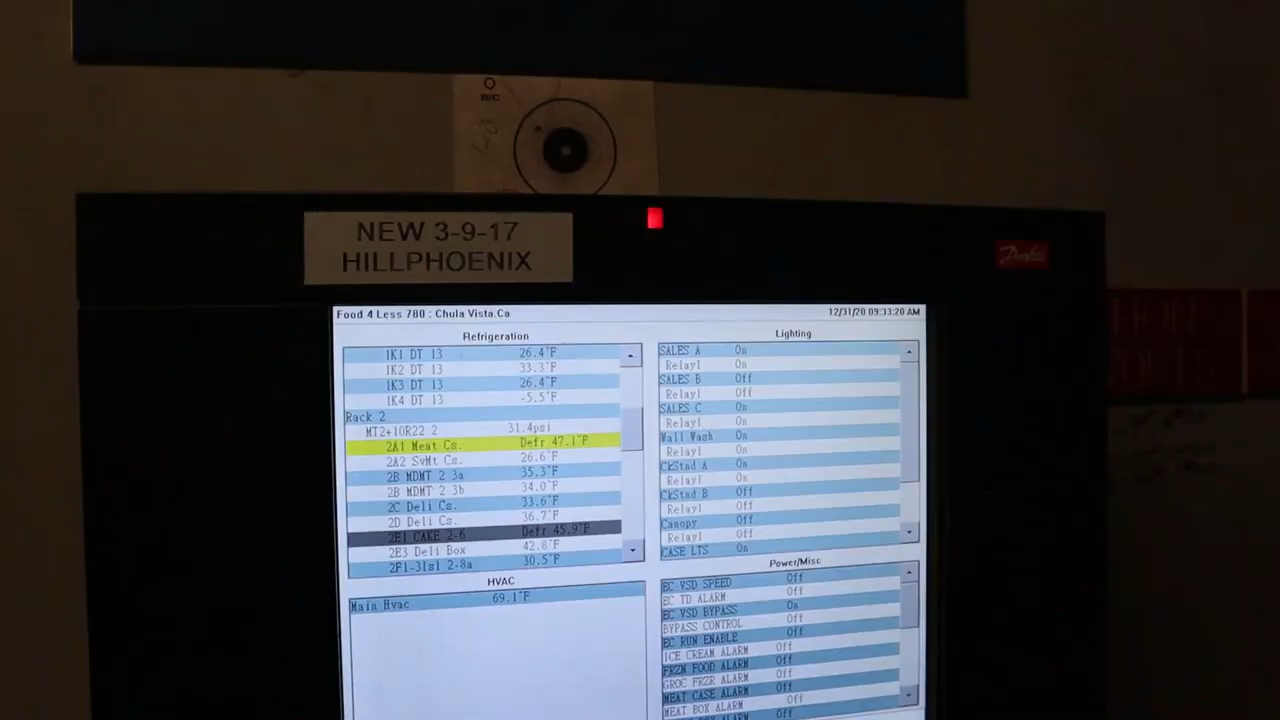 REC
NEW 3-9-17
HILLPHOENIX
Danfoss
Food 4 Less 780 : Chula Vista.Ca 12/31/20 09:33:20 AM
Refrigeration
1K1 DT 13 26.4°F
1K2 DT 13 33.3°F
1K3 DT 13 26.4°F
1K4 DT 13 -5.5°F
Rack 2
MT2+10R22 2 31.4psi
2A1 Meat Cs. Defr 47.1°F
2A2 SvMt Cs. 26.6°F
2B MDMT 2 3a 35.3°F
2B MDMT 2 3b 34.0°F
2C Deli Cs. 33.6°F
2D Deli Cs. 36.7°F
2E1 CAKE 2-6 Defr 45.9°F
2E3 Deli Box 42.8°F
2F1-3Isl 2-8a 30.5°F
HVAC
Main Hvac 69.1°F
Lighting
SALES A On
Relay1 On
SALES B Off
Relay1 Off
SALES C On
Relay1 On
Wall Wash On
Relay1 On
CkStnd A On
Relay1 On
CkStnd B Off
Relay1 Off
Canopy Off
Relay1 Off
CASE LTS On
Power/Misc
EC VSD SPEED Off
EC TD ALARM Off
EC VSD BYPASS On
BYPASS CONTROL Off
EC RUN ENABLE Off
ICE CREAM ALARM Off
FRZN FOOD ALARM Off
GROC FRZR ALARM Off
MEAT CASE ALARM Off
MEAT BOX ALARM Off